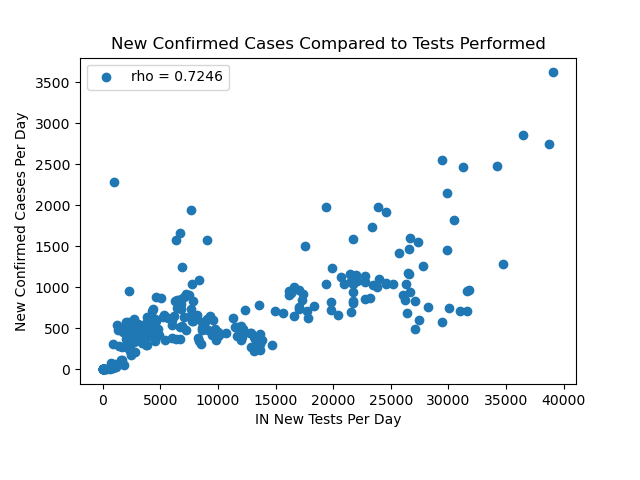 New Confirmed Cases Compared to Tests Performed
rho = 0.7246
New Confirmed Caeses Per Day
3500
3000
2500
2000
1500
1000
500
0
0 5000 10000 15000 20000 25000 30000 35000 40000
IN New Tests Per Day